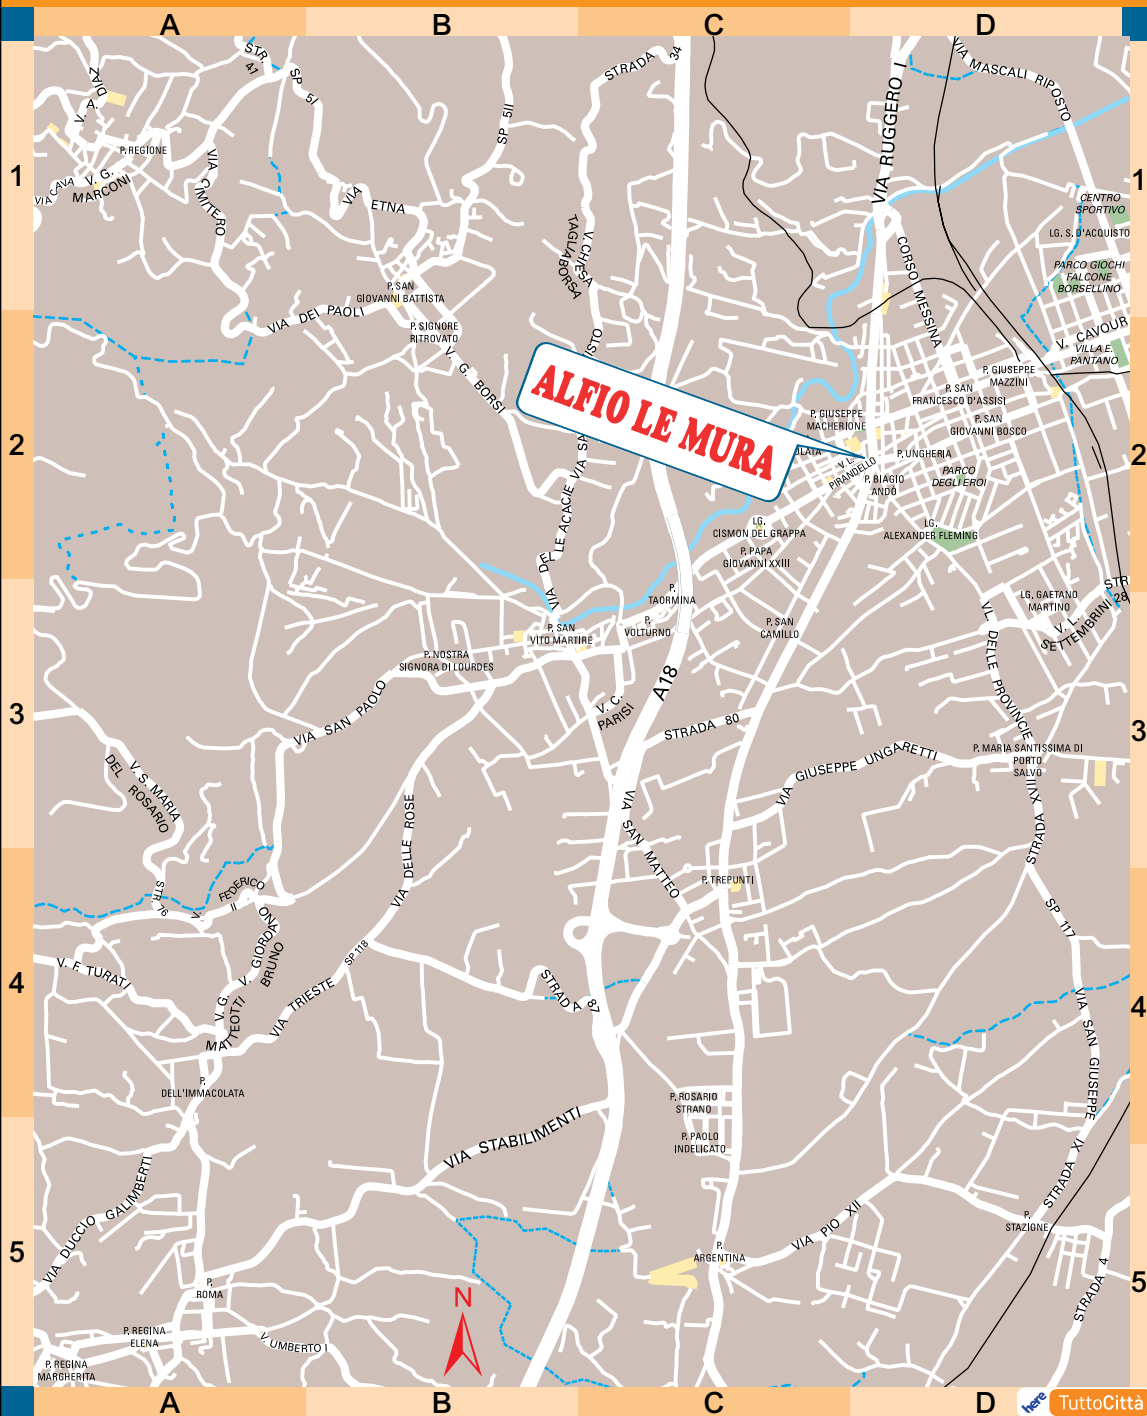 A
B
C
D
1
1
2
2
3
3
4
4
5
5
V. A. DIAZ
P. REGIONE
VIA CAVA
V. G. MARCONI
VIA CIMITERO
STR. 41
SP 5I
VIA ETNA
SP 5II
STRADA 34
V. CHIESA
TAGLIABORSA
VIA RUGGERO I
VIA MASCALI RIPOSTO
CENTRO
SPORTIVO
LG. S. D'ACQUISTO
PARCO GIOCHI
FALCONE
BORSELLINO
V. CAVOUR
VILLA E.
PANTANO
CORSO MESSINA
P. SAN
GIOVANNI BATTISTA
VIA DEI PAOLI
P. SIGNORE
RITROVATO
V. G. BORSI
ALFIO LE MURA
P. GIUSEPPE
MACHERIONE
P. GIUSEPPE
MAZZINI
P. SAN
FRANCESCO D'ASSISI
P. SAN
GIOVANNI BOSCO
P. UNGHERIA
PARCO
DEGLI EROI
V. L.
PIRANDELLO
P. BIAGIO
ANDÒ
LG.
CISMON DEL GRAPPA
P. PAPA
GIOVANNI XXIII
LG.
ALEXANDER FLEMING
VIA DELLE ACACIE
P.
TAORMINA
P.
VOLTURNO
P. SAN
CAMILLO
LG. GAETANO
MARTINO
V. L.
SETTEMBRINI
STR
28
P. SAN
VITO MARTIRE
P. NOSTRA
SIGNORA DI LOURDES
VIA SAN PAOLO
V. C.
PARISI
A18
STRADA 80
VL. DELLE PROVINCIE
P. MARIA SANTISSIMA DI
PORTO
SALVO
VIA GIUSEPPE UNGARETTI
V. S. MARIA
DEL ROSARIO
VIA DELLE ROSE
VIA SAN MATTEO
STRADA XVII
P. TREPUNTI
STR. 76
V. FEDERICO
II
V. GIORDANO
BRUNO
SP 117
V. F. TURATI
V. G.
MATTEOTTI
VIA TRIESTE
SP 118
STRADA 87
VIA SAN GIUSEPPE
P.
DELL'IMMACOLATA
P. ROSARIO
STRANO
P. PAOLO
INDELICATO
VIA STABILIMENTI
VIA DUCCIO GALIMBERTI
STRADA XI
P.
STAZIONE
VIA PIO XII
P.
ARGENTINA
STRADA 4
P.
ROMA
P. REGINA
ELENA
P. REGINA
MARGHERITA
V. UMBERTO I
N
A
B
C
D
here
TuttoCittà